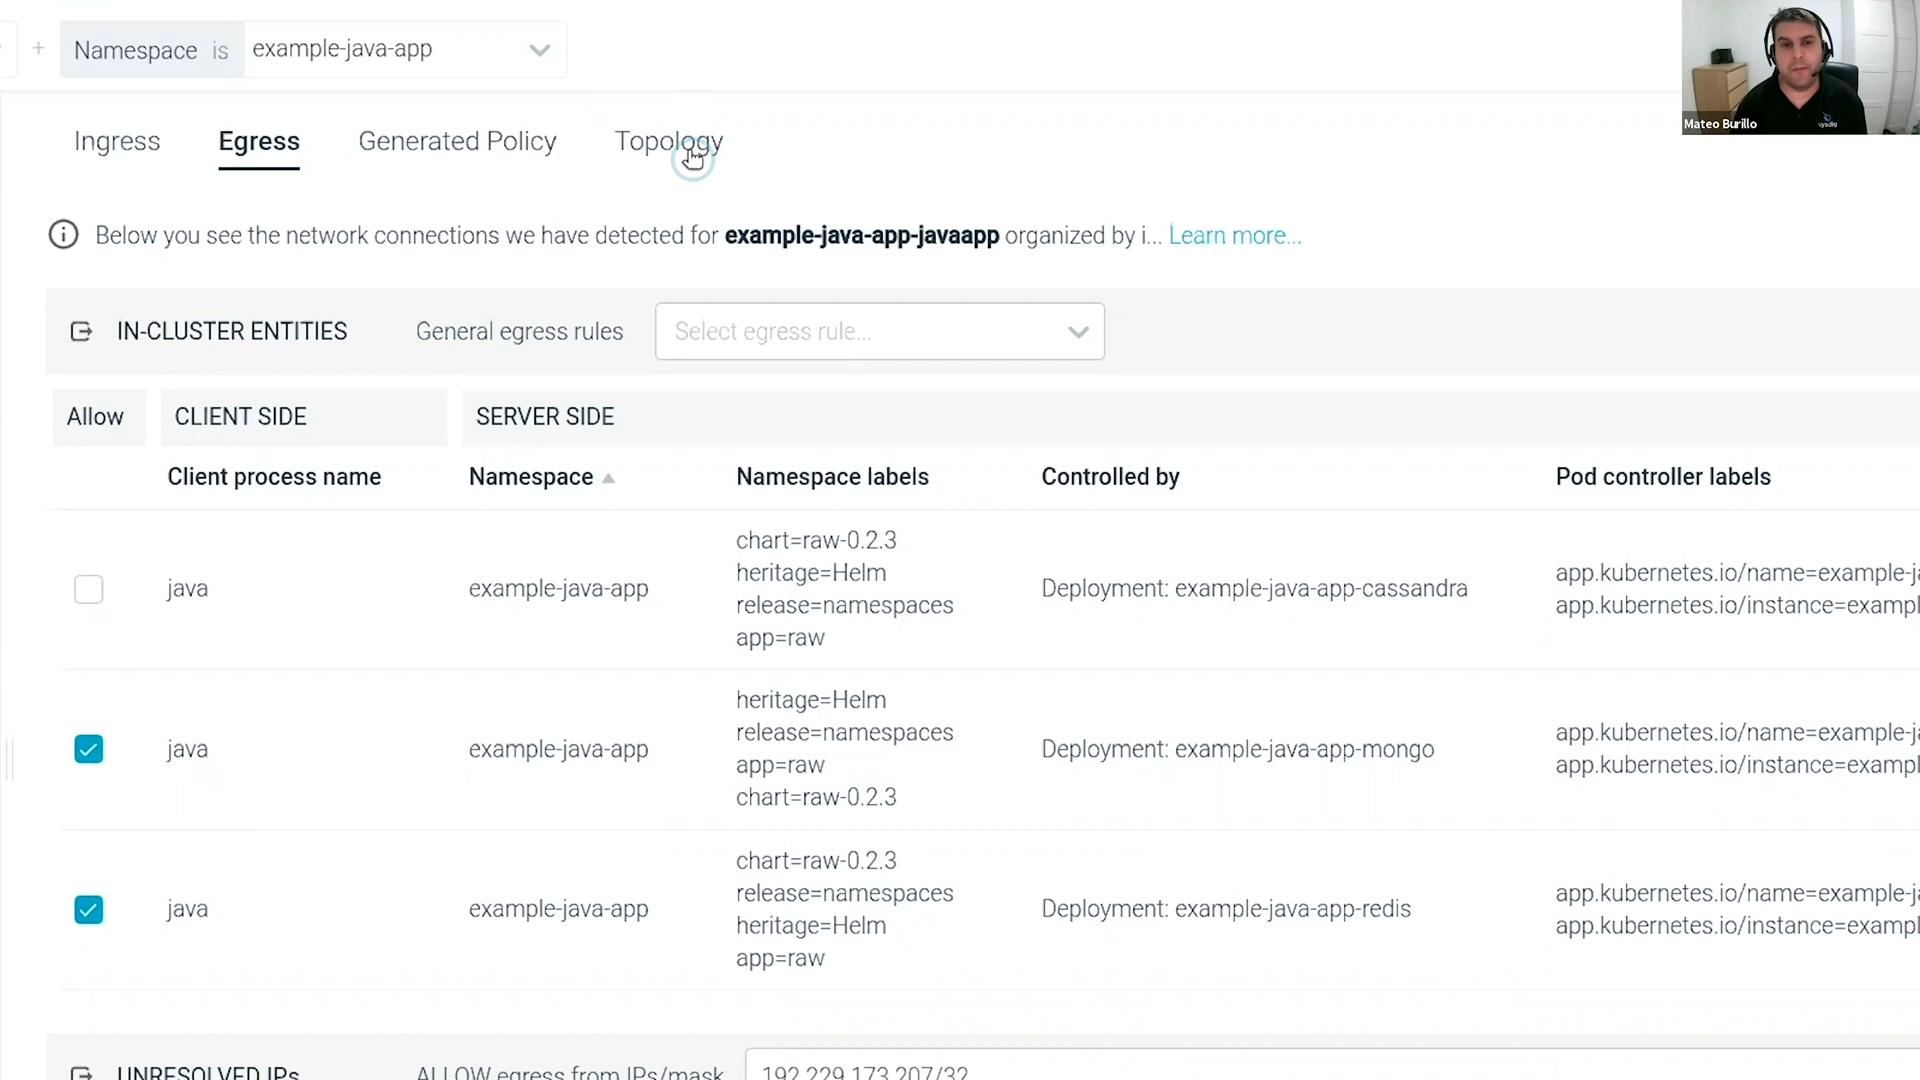 + Namespace is example-java-app
Mateo Burillo
Ingress Egress Generated Policy Topology
Below you see the network connections we have detected for example-java-app-javaapp organized by i... Learn more...
IN-CLUSTER ENTITIES General egress rules Select egress rule...
Allow CLIENT SIDE SERVER SIDE
Client process name Namespace Namespace labels Controlled by Pod controller labels
chart=raw-0.2.3
heritage=Helm
release=namespaces
app=raw
java example-java-app Deployment: example-java-app-cassandra
app.kubernetes.io/name=example-j
app.kubernetes.io/instance=exampl
heritage=Helm
release=namespaces
app=raw
chart=raw-0.2.3
java example-java-app Deployment: example-java-app-mongo
app.kubernetes.io/name=example-j
app.kubernetes.io/instance=exampl
chart=raw-0.2.3
release=namespaces
heritage=Helm
app=raw
java example-java-app Deployment: example-java-app-redis
app.kubernetes.io/name=example-j
app.kubernetes.io/instance=exampl
UNRESOLVED IPs ALLOW egress from IPs/mask 192.229.173.207/32